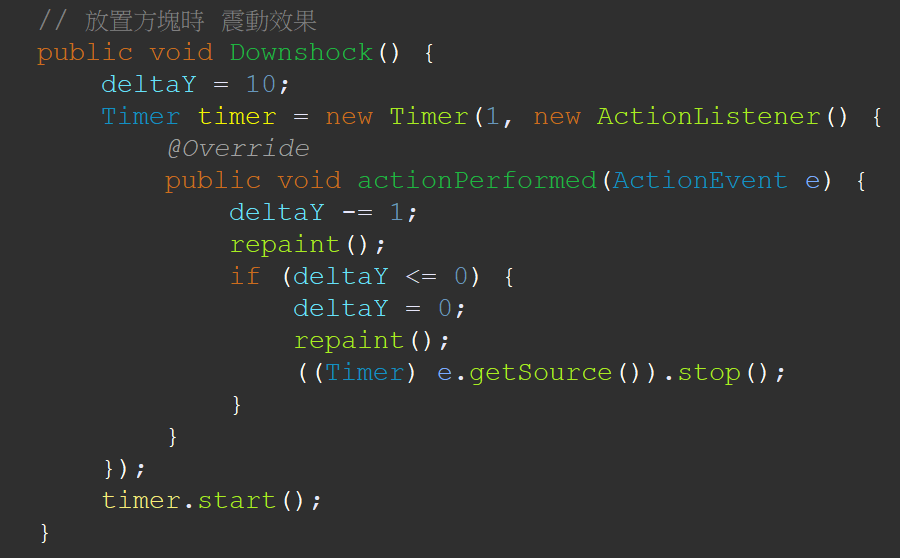 // 放置方塊時 震動效果
public void Downshock() {
deltaY = 10;
Timer timer = new Timer(1, new ActionListener() {
@Override
public void actionPerformed(ActionEvent e) {
deltaY -= 1;
repaint();
if (deltaY <= 0) {
deltaY = 0;
repaint();
((Timer) e.getSource()).stop();
}
}
});
timer.start();
}